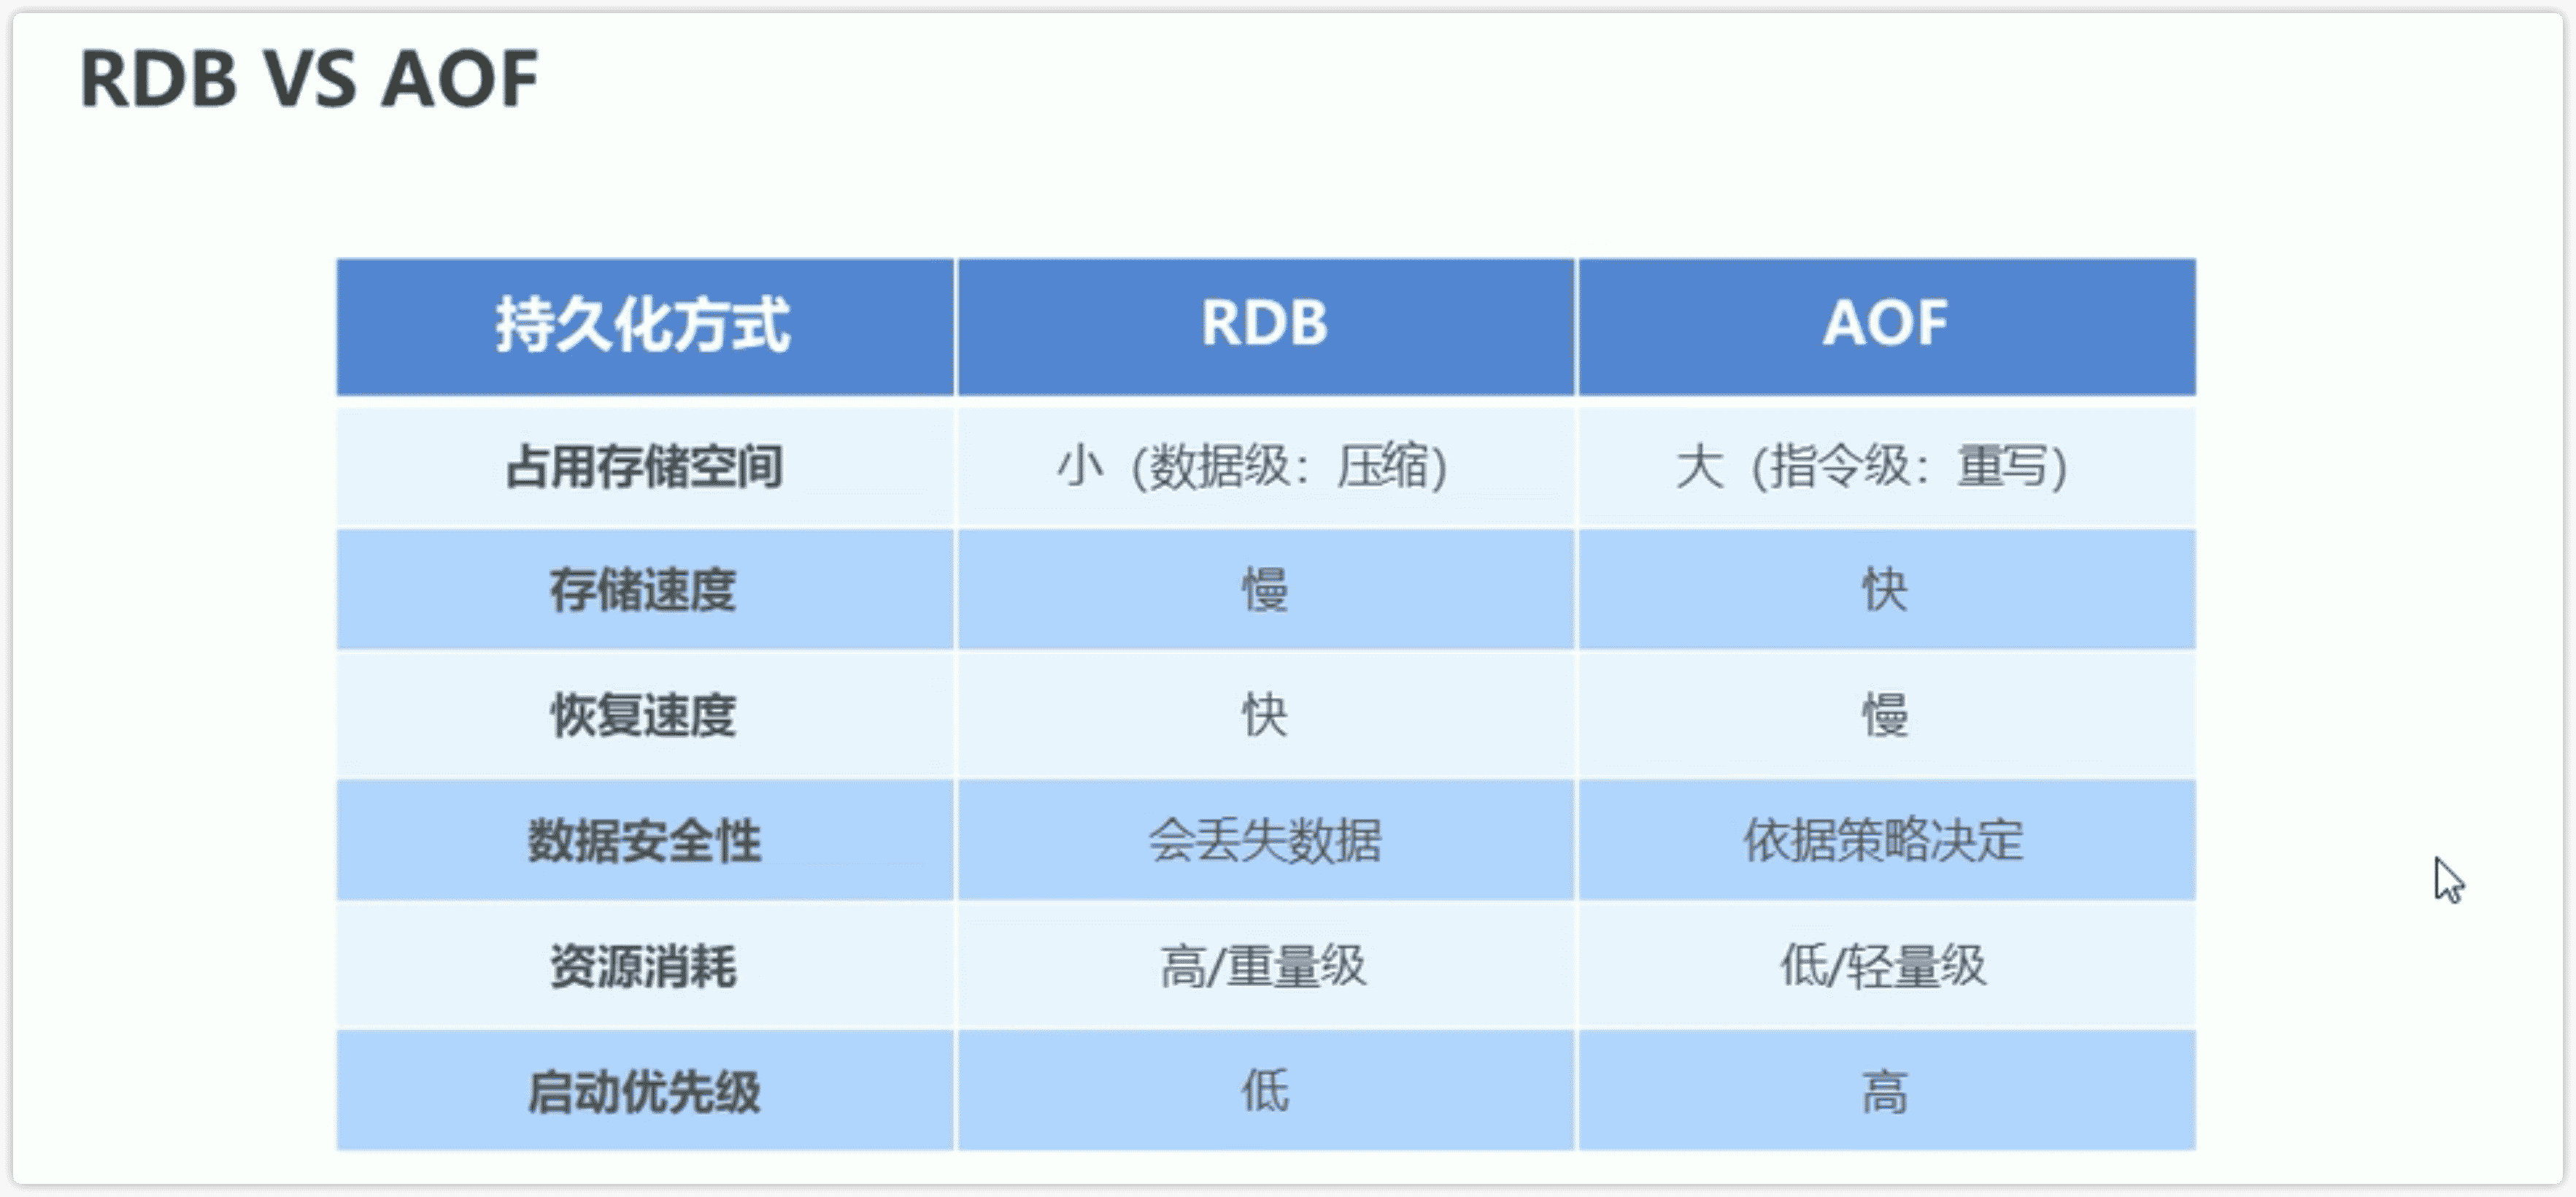 RDB VS AOF
持久化方式 RDB AOF
占用存储空间 小（数据级：压缩） 大（指令级：重写）
存储速度 慢 快
恢复速度 快 慢
数据安全性 会丢失数据 依据策略决定
资源消耗 高/重量级 低/轻量级
启动优先级 低 高